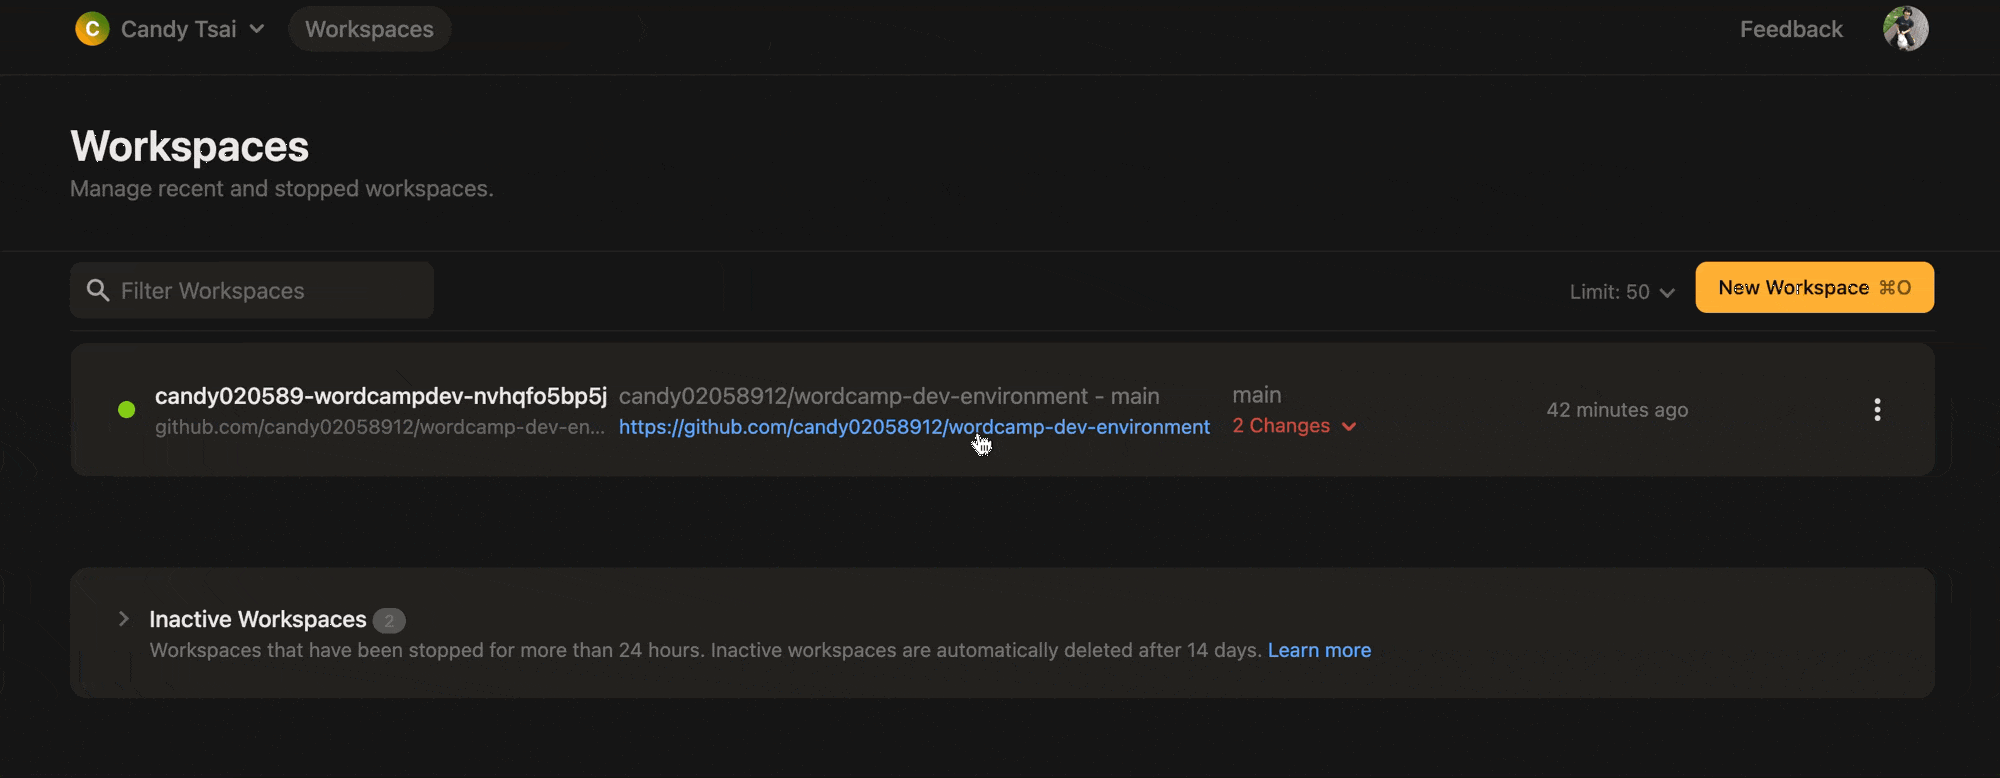 C Candy Tsai Workspaces Feedback
Workspaces
Manage recent and stopped workspaces.
Filter Workspaces Limit: 50 New Workspace ⌘O
candy020589-wordcampdev-nvhqfo5bp5j candy02058912/wordcamp-dev-environment - main main
github.com/candy02058912/wordcamp-dev-en... https://github.com/candy02058912/wordcamp-dev-environment 2 Changes
42 minutes ago
Inactive Workspaces 2
Workspaces that have been stopped for more than 24 hours. Inactive workspaces are automatically deleted after 14 days. Learn more